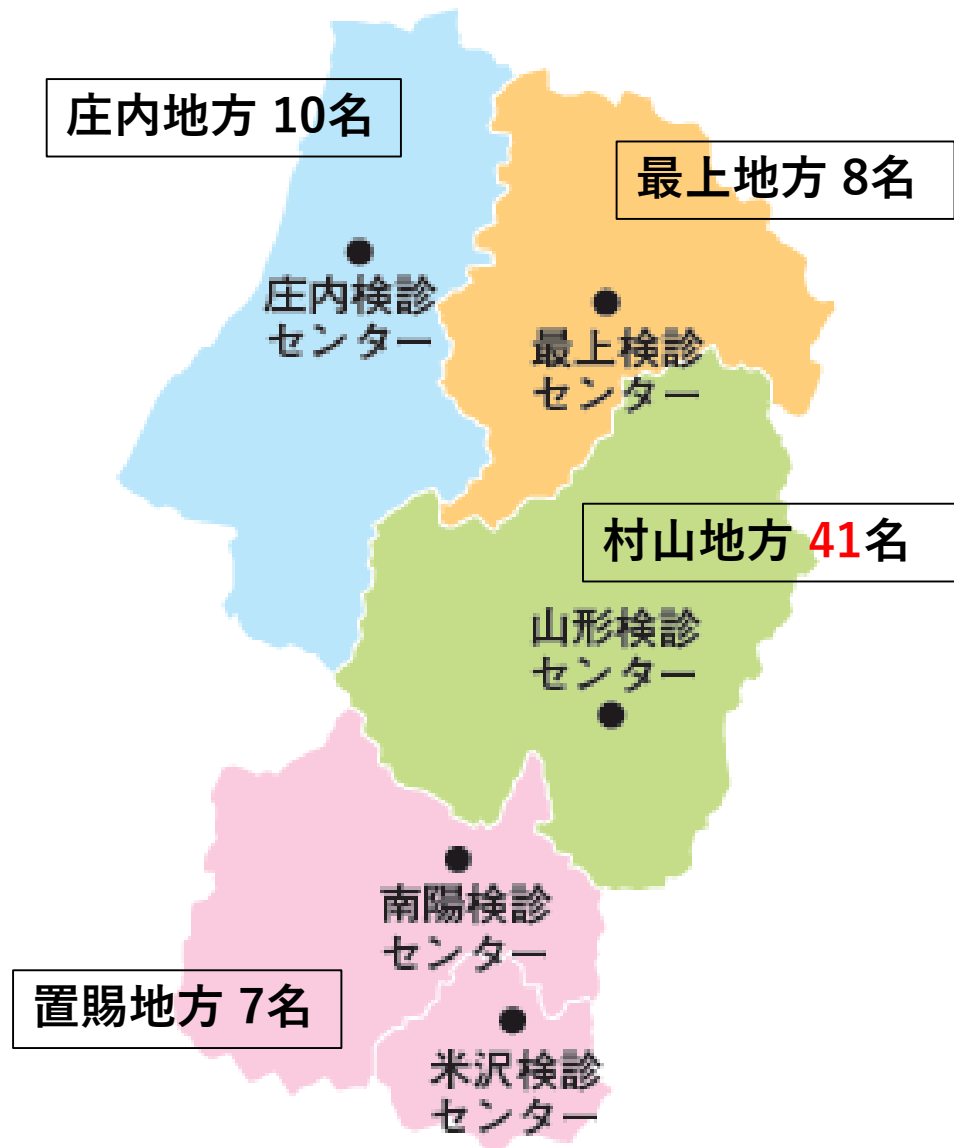 庄内地方 10名
最上地方 8名
庄内検診
センター
最上検診
センター
村山地方 41名
山形検診
センター
南陽検診
センター
置賜地方 7名
米沢検診
センター